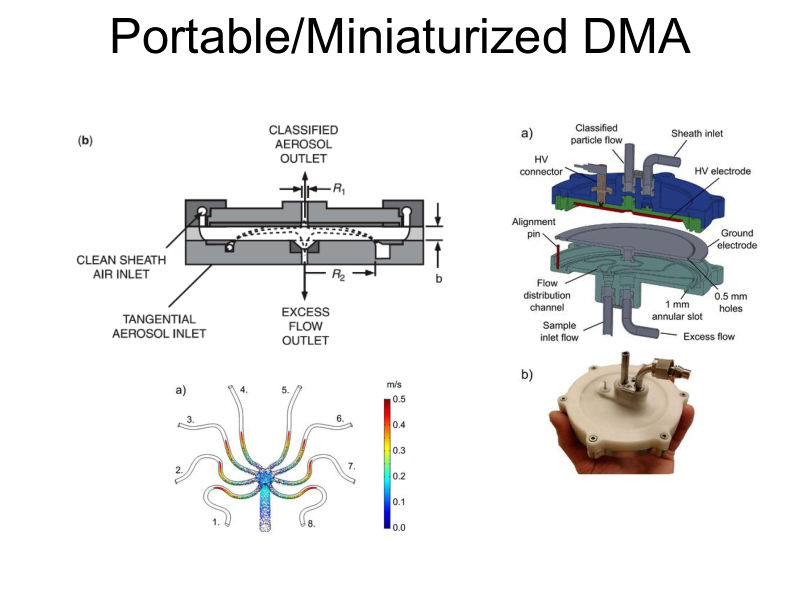 Portable/Miniaturized DMA
(b)
CLASSIFIED
AEROSOL
OUTLET
R1
CLEAN SHEATH
AIR INLET
R2
b
TANGENTIAL
AEROSOL INLET
EXCESS
FLOW
OUTLET
a)
Classified
particle flow
Sheath inlet
HV
connector
HV electrode
Alignment
pin
Ground
electrode
Flow
distribution
channel
0.5 mm
holes
1 mm
annular slot
Sample
inlet flow
Excess flow
b)
a)
4.
5.
3.
6.
2.
7.
1.
8.
m/s
0.5
0.4
0.3
0.2
0.1
0.0